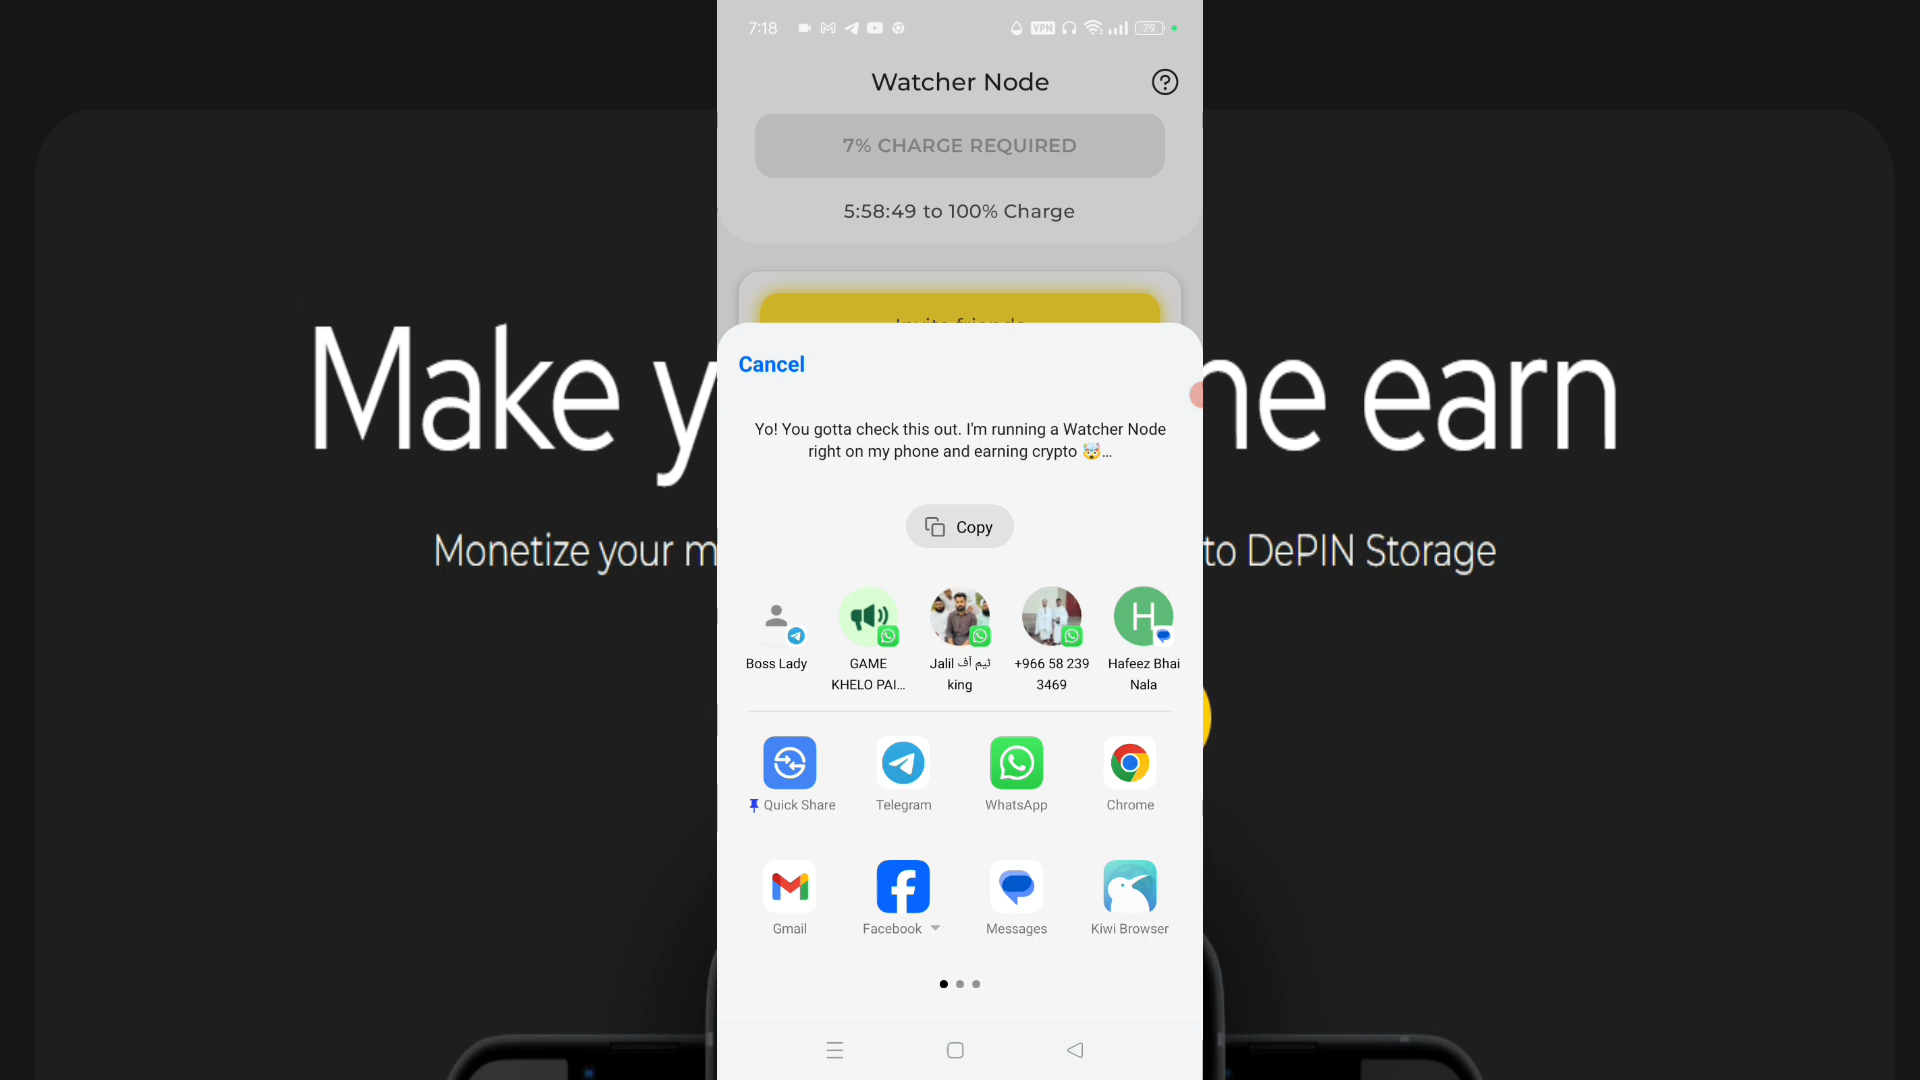 7:18
VPN
79
Watcher Node
7% CHARGE REQUIRED
5:58:49 to 100% Charge
Cancel
Make y
ne earn
Yo! You gotta check this out. I'm running a Watcher Node
right on my phone and earning crypto 🤯...
Copy
Monetize your m
to DePIN Storage
H
Boss Lady
GAME
KHELO PAI...
Jalil ٹیم آف
king
+966 58 239
3469
Hafeez Bhai
Nala
Quick Share
Telegram
WhatsApp
Chrome
Gmail
Facebook
Messages
Kiwi Browser